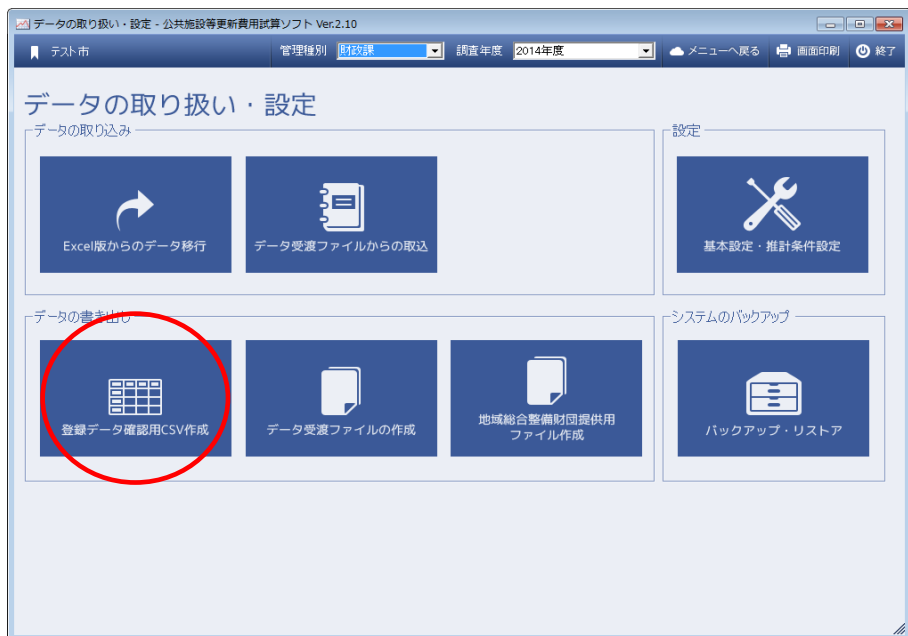 データの取り扱い・設定 - 公共施設等更新費用試算ソフト Ver.2.10
テスト市 管理種別 財政課 調査年度 2014年度 メニューへ戻る 画面印刷 終了
データの取り扱い・設定
データの取り込み
設定
Excel版からのデータ移行
データ受渡ファイルからの取込
基本設定・推計条件設定
データの書き出し
システムのバックアップ
登録データ確認用CSV作成
データ受渡ファイルの作成
地域総合整備財団提供用
ファイル作成
バックアップ・リストア